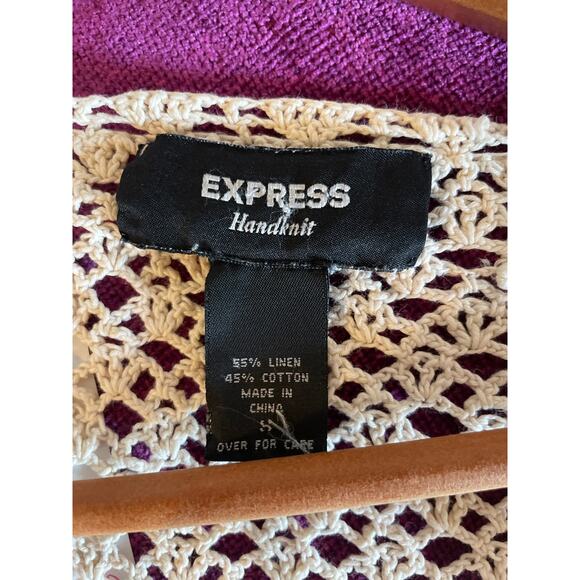 EXPRESS
Handknit
55% LINEN
45% COTTON
MADE IN
CHINA
S
OVER FOR CARE